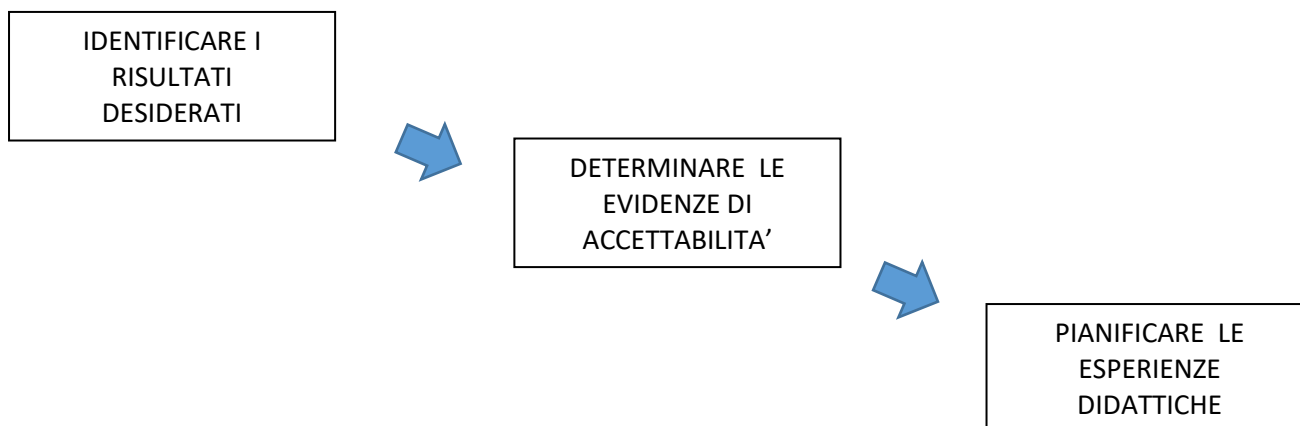 IDENTIFICARE I
RISULTATI
DESIDERATI
DETERMINARE  LE
EVIDENZE DI
ACCETTABILITA’
PIANIFICARE  LE
ESPERIENZE
DIDATTICHE